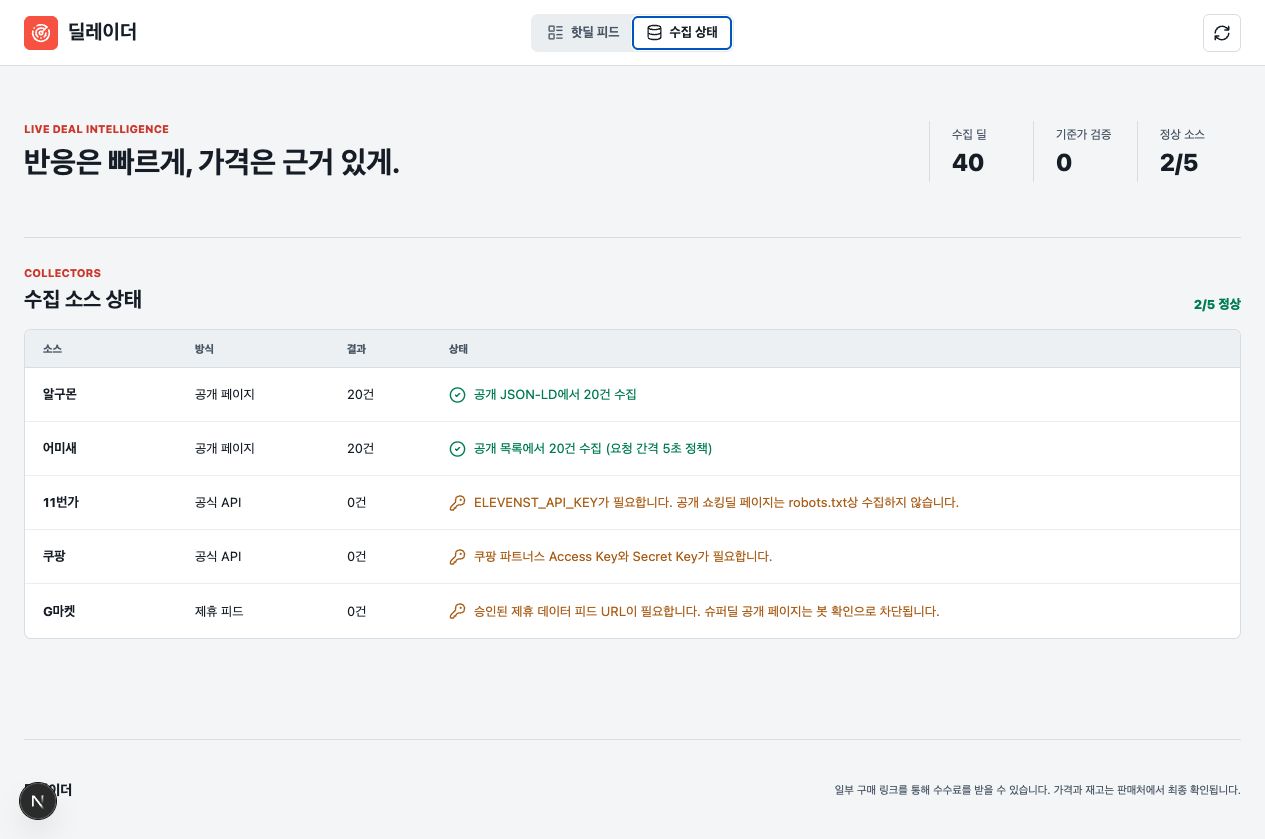 딜레이더
핫딜 피드
수집 상태
LIVE DEAL INTELLIGENCE
반응은 빠르게, 가격은 근거 있게.
수집 딜
40
기준가 검증
0
정상 소스
2/5
COLLECTORS
수집 소스 상태
2/5 정상
소스 방식 결과 상태
알구몬 공개 페이지 20건 공개 JSON-LD에서 20건 수집
어미새 공개 페이지 20건 공개 목록에서 20건 수집 (요청 간격 5초 정책)
11번가 공식 API 0건 ELEVENST_API_KEY가 필요합니다. 공개 쇼킹딜 페이지는 robots.txt상 수집하지 않습니다.
쿠팡 공식 API 0건 쿠팡 파트너스 Access Key와 Secret Key가 필요합니다.
G마켓 제휴 피드 0건 승인된 제휴 데이터 피드 URL이 필요합니다. 슈퍼딜 공개 페이지는 봇 확인으로 차단됩니다.
이더
N
일부 구매 링크를 통해 수수료를 받을 수 있습니다. 가격과 재고는 판매처에서 최종 확인됩니다.